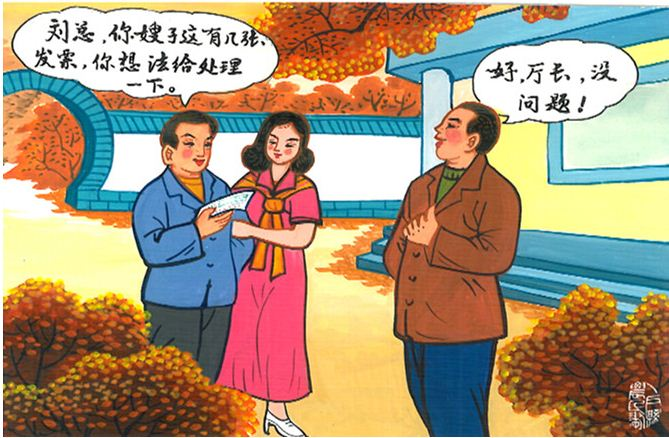 刘总，你嫂子这有几张
发票，你想法给处理
一下。
好，厅长，没
问题！